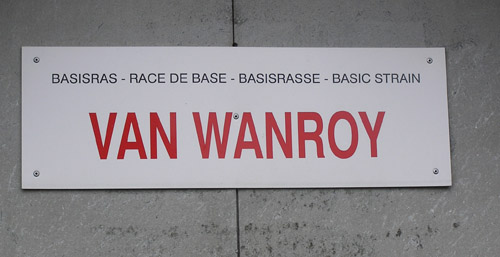 BASISRAS - RACE DE BASE - BASISRASSE - BASIC STRAIN
VAN WANROY